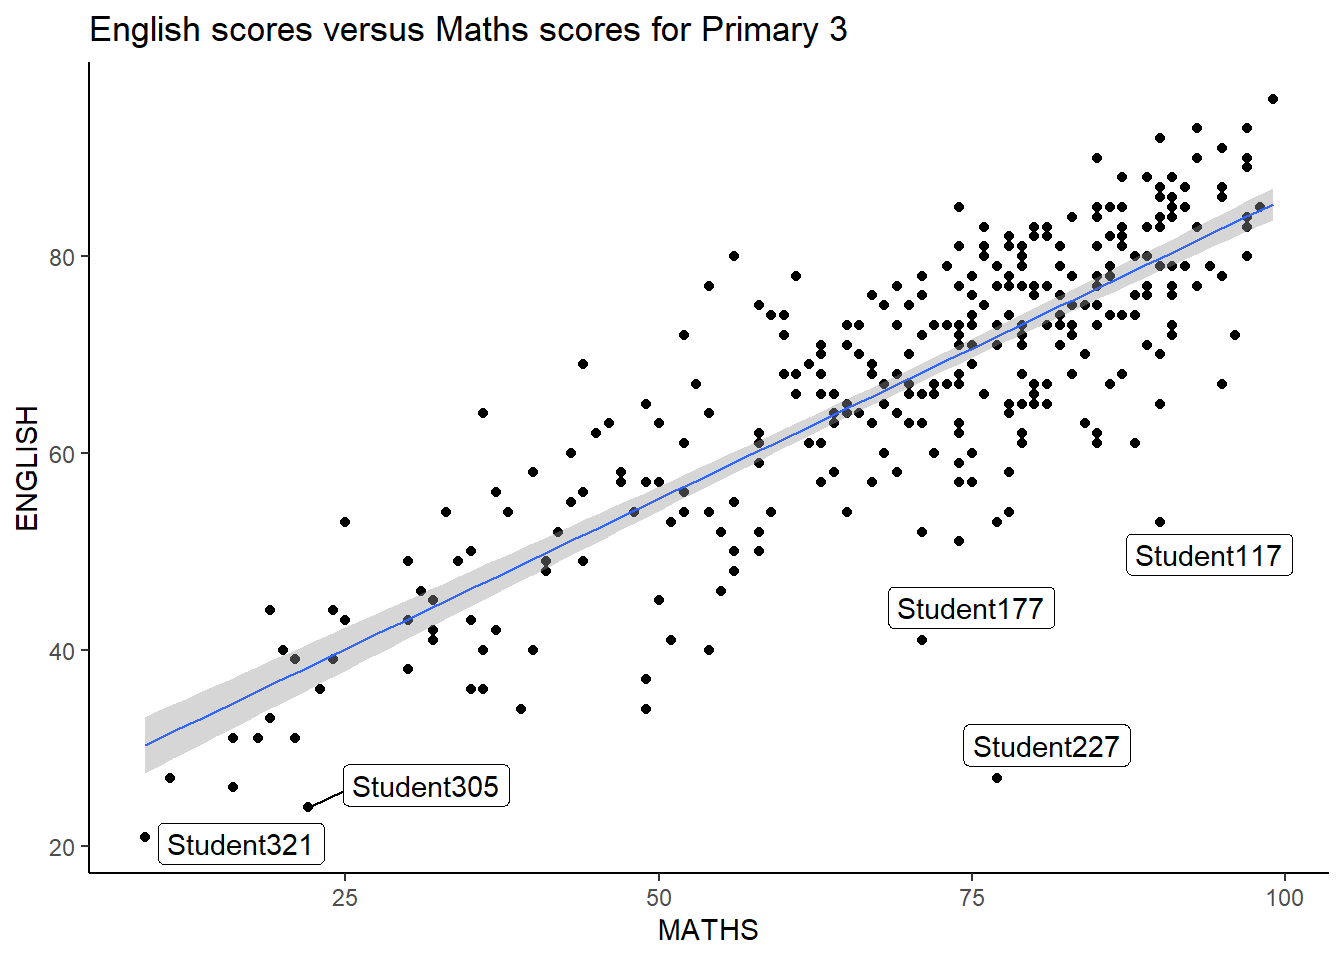 English scores versus Maths scores for Primary 3
ENGLISH
80
60
40
20
Student117
Student177
Student227
Student305
Student321
25
50
75
100
MATHS